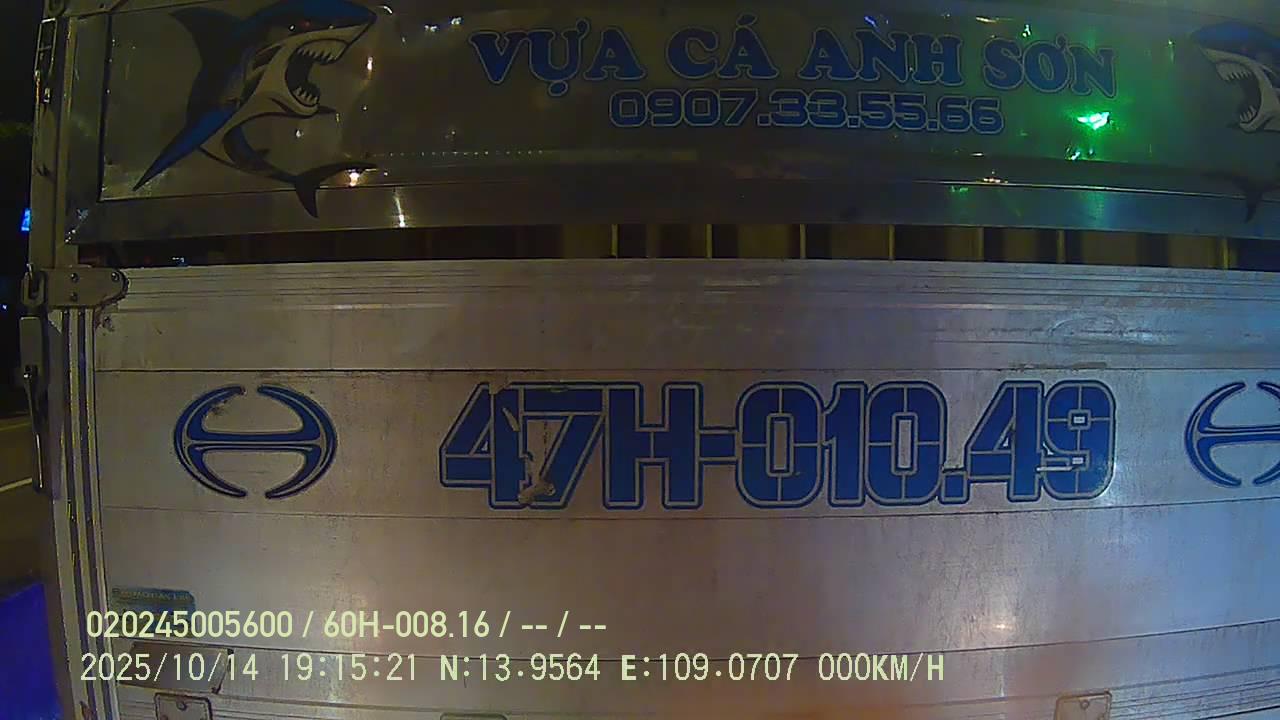 VỰA CÁ ANH SƠN
0907.33.55.66
47H-010.49
020245005600 / 60H-008.16 / -- / --
2025/10/14 19:15:21 N:13.9564 E:109.0707 000KM/H